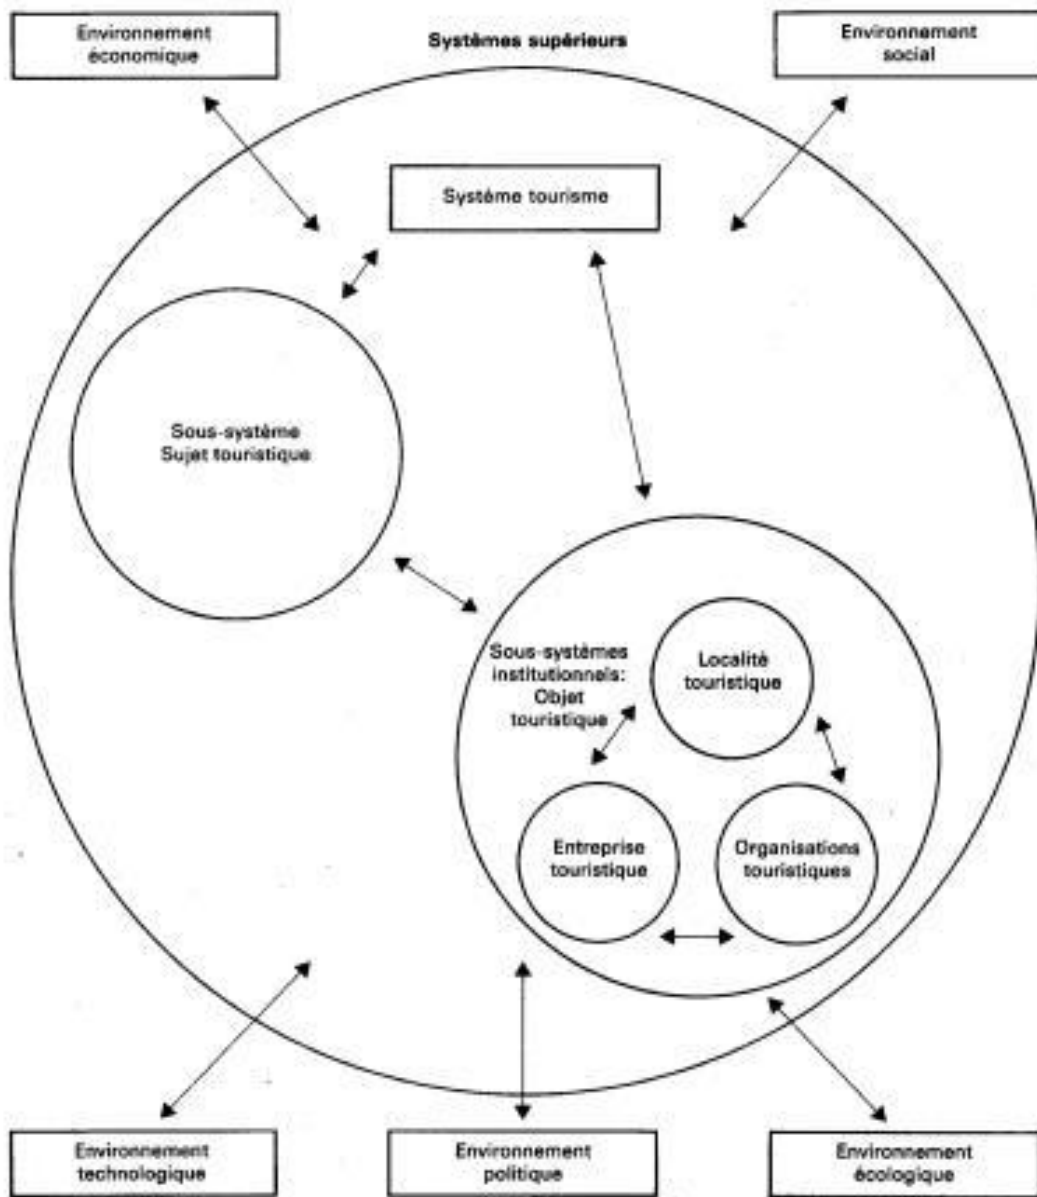 Environnement
économique
Systèmes supérieurs
Environnement
social
Système tourisme
Sous-système
Sujet touristique
Sous-systèmes
institutionnels:
Objet
touristique
Localité
touristique
Entreprise
touristique
Organisations
touristiques
Environnement
technologique
Environnement
politique
Environnement
écologique